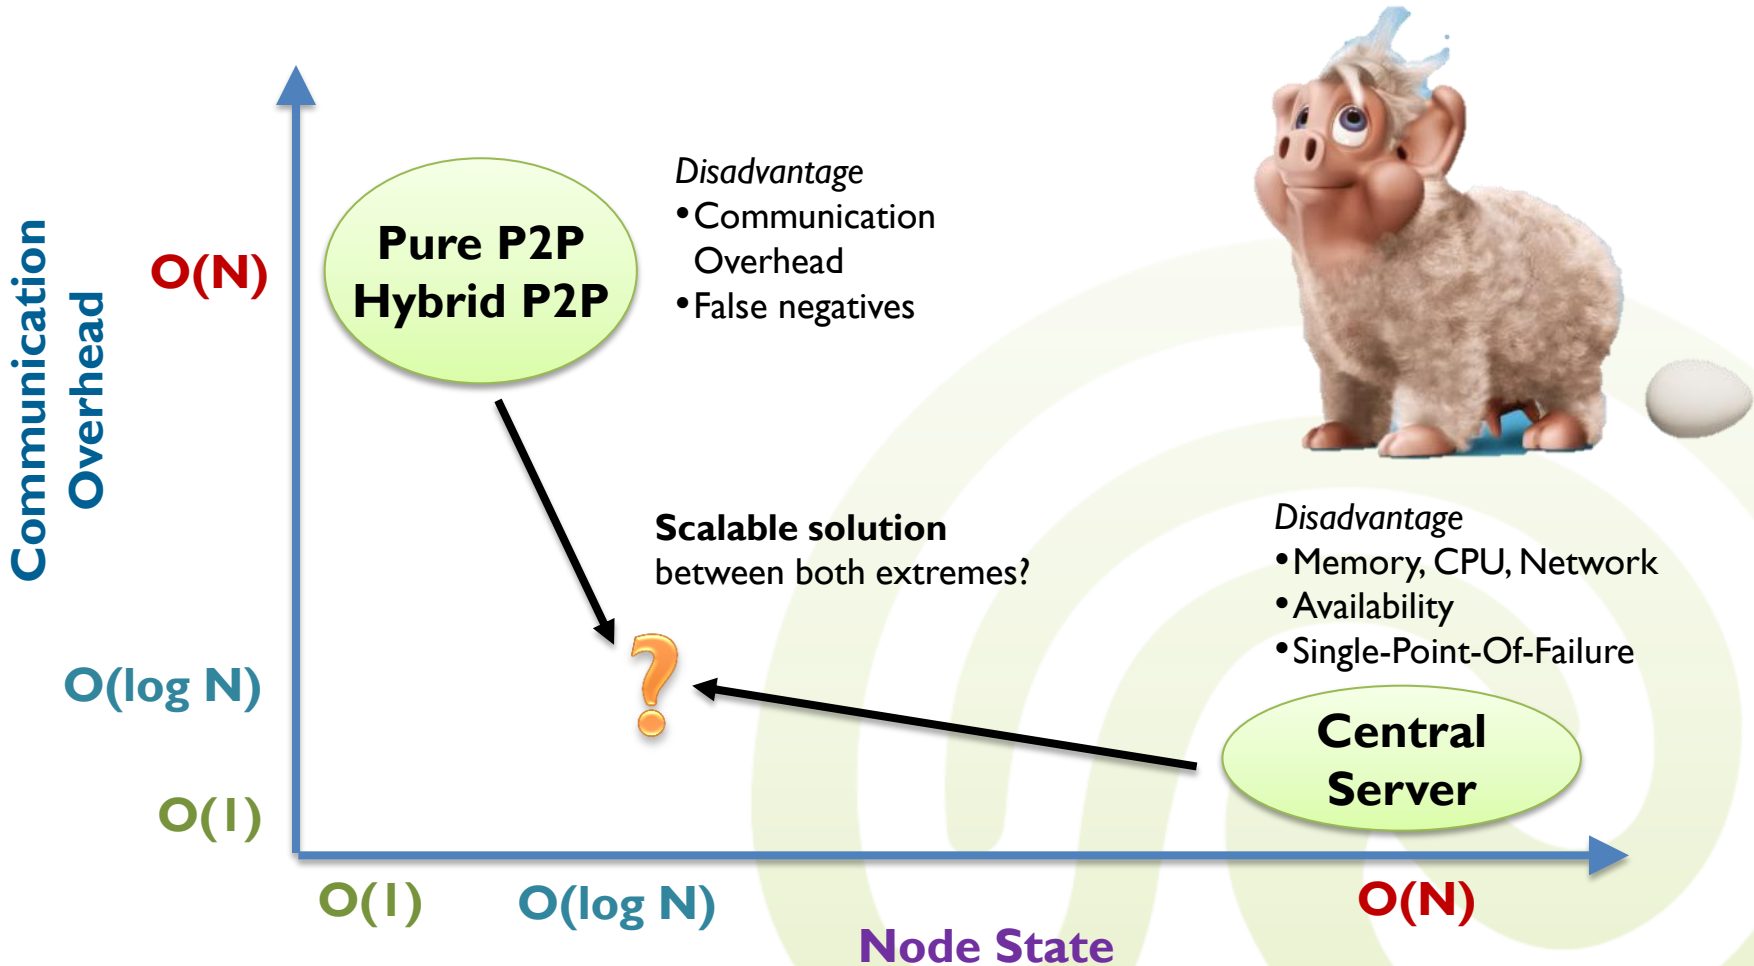 Communication
Overhead
O(N)
O(log N)
O(1)
Pure P2P
Hybrid P2P
Disadvantage
•Communication
Overhead
•False negatives
Scalable solution
between both extremes?
?
Disadvantage
•Memory, CPU, Network
•Availability
•Single-Point-Of-Failure
Central
Server
O(1)
O(log N)
O(N)
Node State